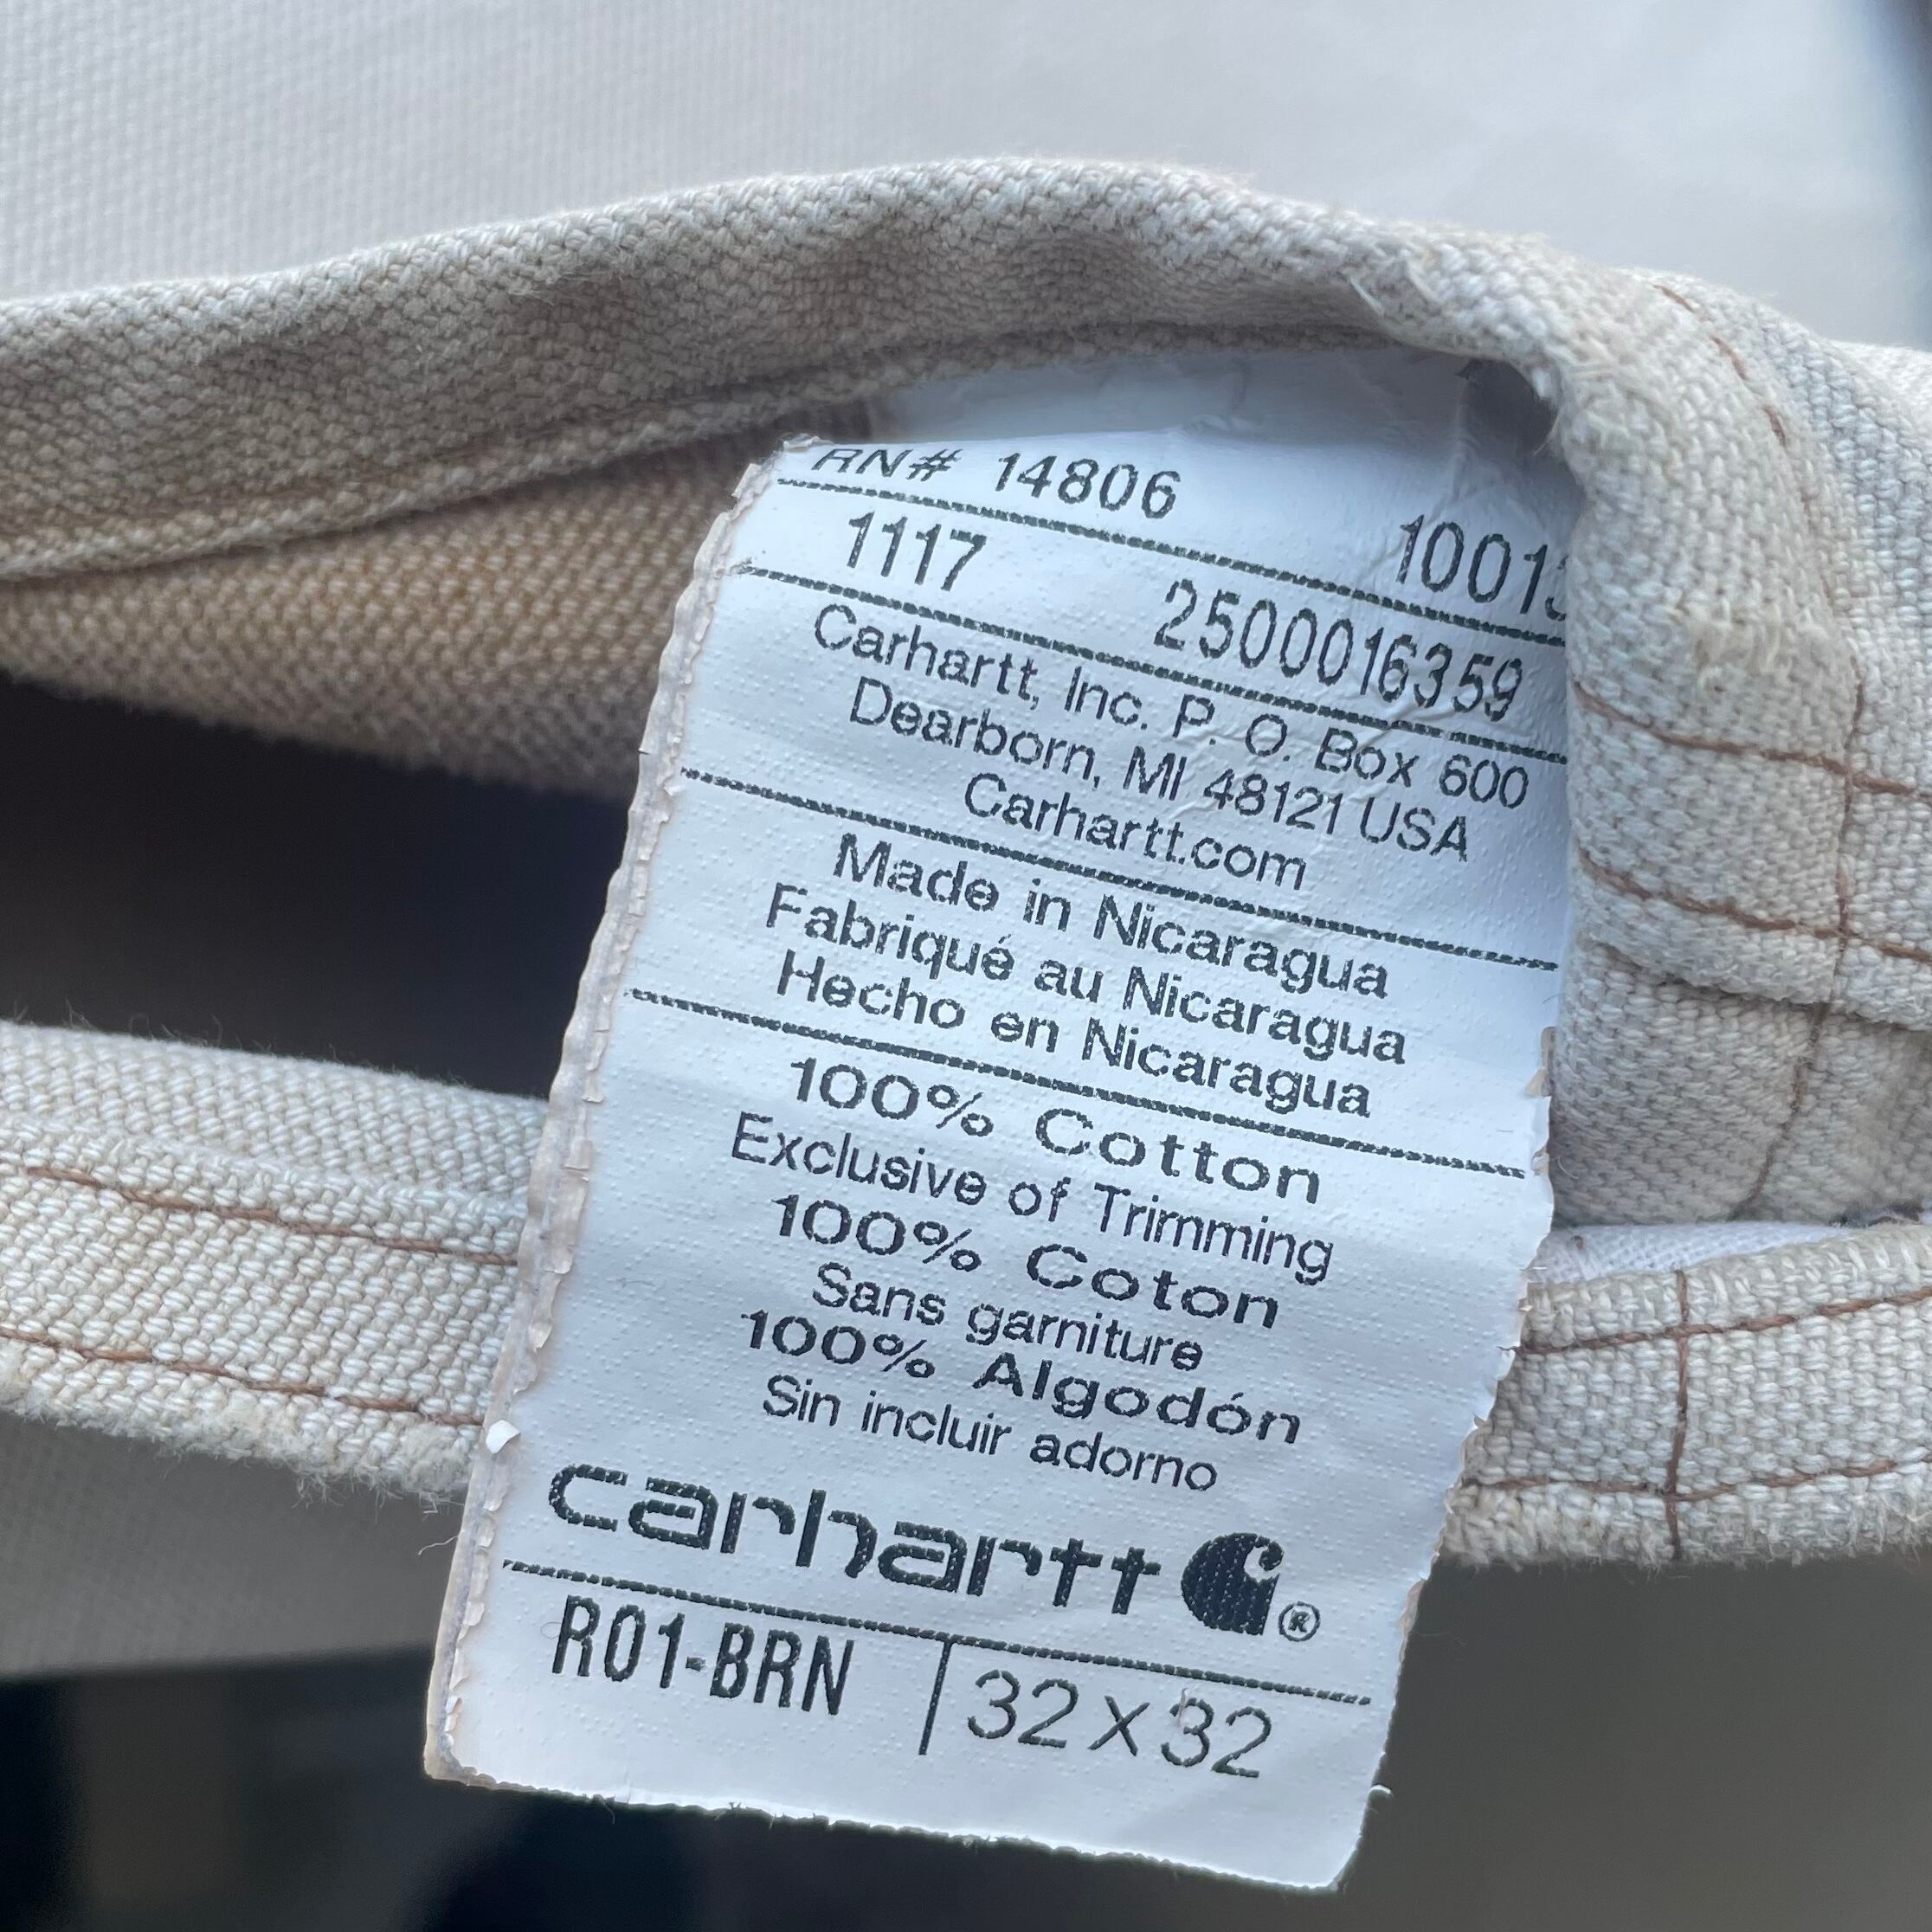 RN# 14806
1117 2500016359
Carhartt, Inc. P. O. Box 600
Dearborn, MI 48121 USA
Carhartt.com
Made in Nicaragua
Fabriqué au Nicaragua
Hecho en Nicaragua
100% Cotton
Exclusive of Trimming
100% Coton
Sans garniture
100% Algodón
Sin incluir adorno
carhartt ®
R01-BRN 32 x 32